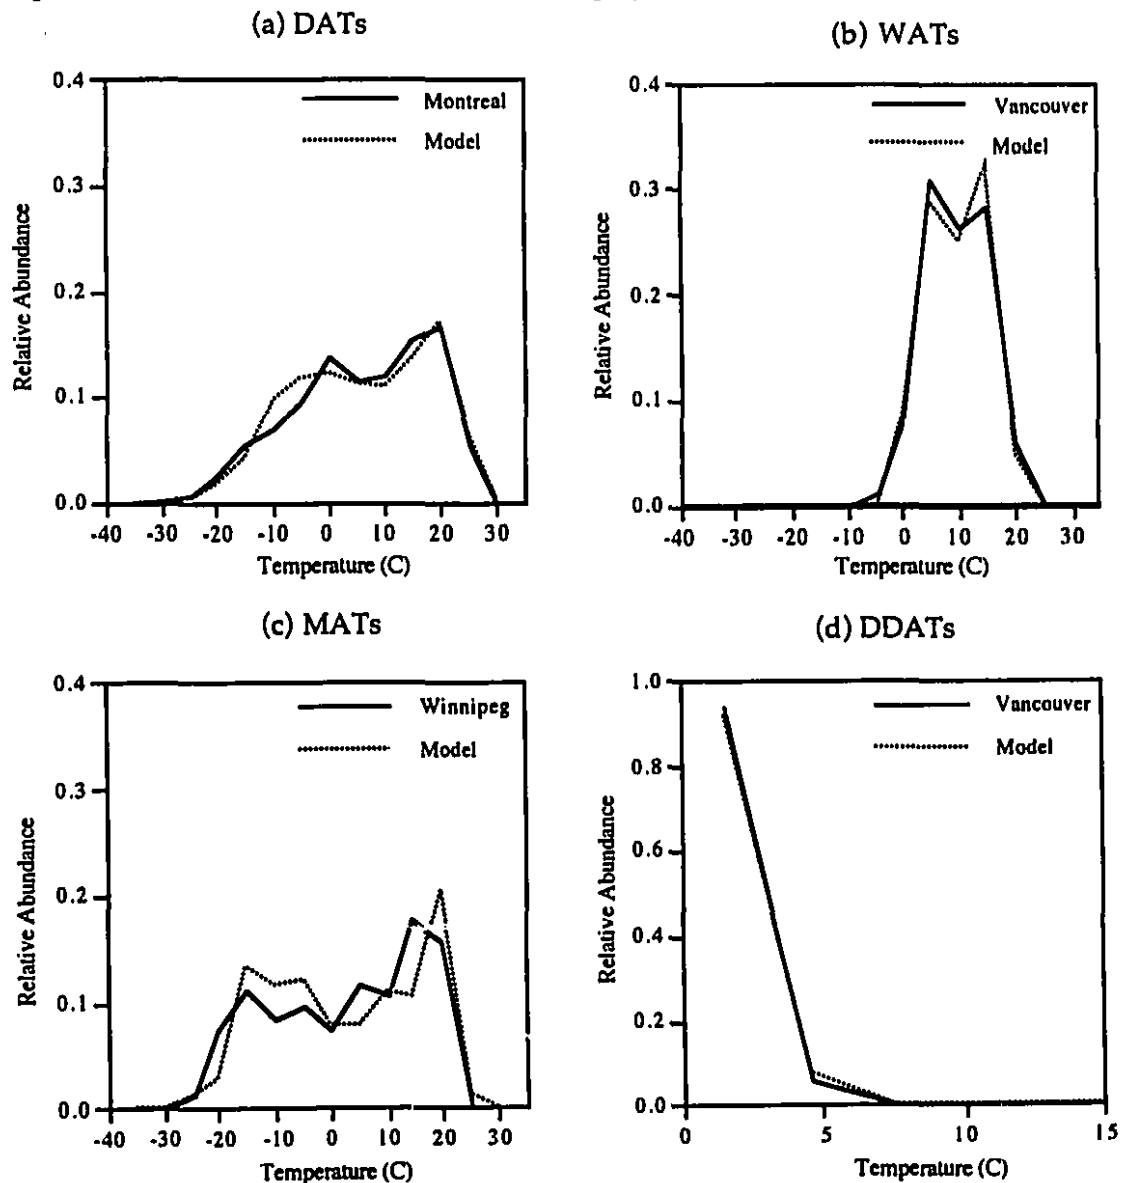 (a) DATs
0.4
0.3
0.2
0.1
0.0
Relative Abundance
Montreal
Model
-40 -30 -20 -10 0 10 20 30
Temperature (C)
(b) WATs
0.4
0.3
0.2
0.1
0.0
Relative Abundance
Vancouver
Model
-40 -30 -20 -10 0 10 20 30
Temperature (C)
(c) MATs
0.4
0.3
0.2
0.1
0.0
Relative Abundance
Winnipeg
Model
-40 -30 -20 -10 0 10 20 30
Temperature (C)
(d) DDATs
1.0
0.8
0.6
0.4
0.2
0.0
Relative Abundance
Vancouver
Model
0 5 10 15
Temperature (C)